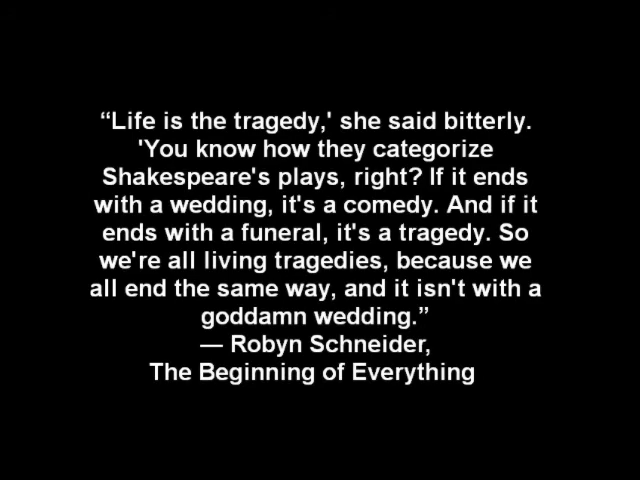 “Life is the tragedy,' she said bitterly.
'You know how they categorize
Shakespeare's plays, right? If it ends
with a wedding, it's a comedy. And if it
ends with a funeral, it's a tragedy. So
we're all living tragedies, because we
all end the same way, and it isn't with a
goddamn wedding.”
— Robyn Schneider,
The Beginning of Everything